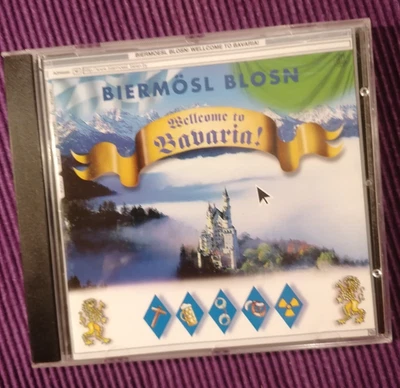 BIERMÖSL BLOSN: WELLCOME TO BAVARIA!
BIERMÖSL BLOSN
Wellcome to
Bavaria!